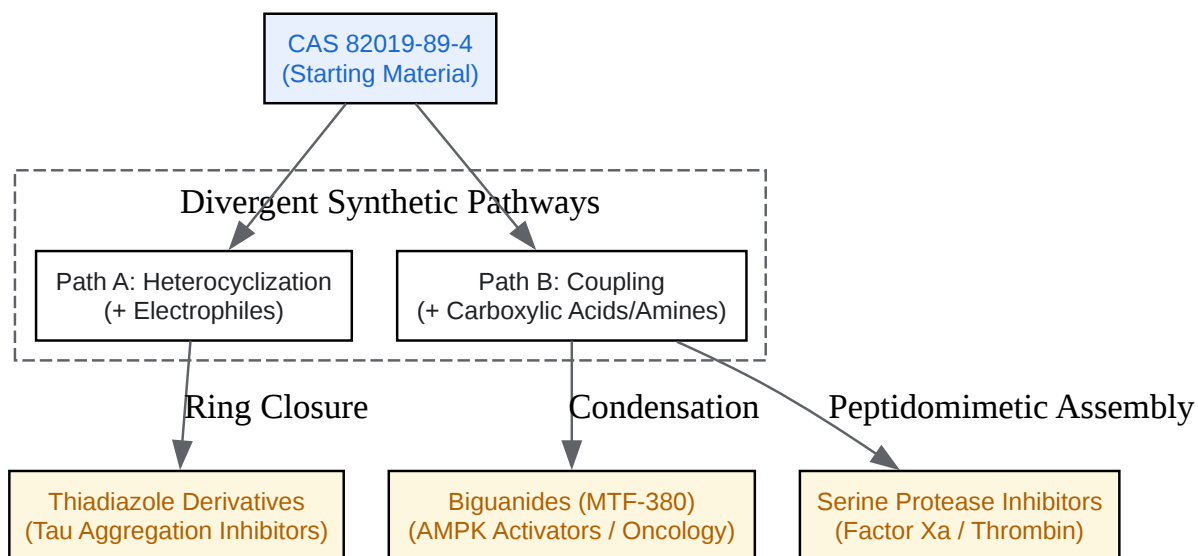 CAS 82019-89-4
(Starting Material)
Divergent Synthetic Pathways
Path A: Heterocyclization
(+ Electrophiles)
Path B: Coupling
(+ Carboxylic Acids/Amines)
Ring Closure
Condensation
Peptidomimetic Assembly
Thiadiazole Derivatives
(Tau Aggregation Inhibitors)
Biguanides (MTF-380)
(AMPK Activators / Oncology)
Serine Protease Inhibitors
(Factor Xa / Thrombin)